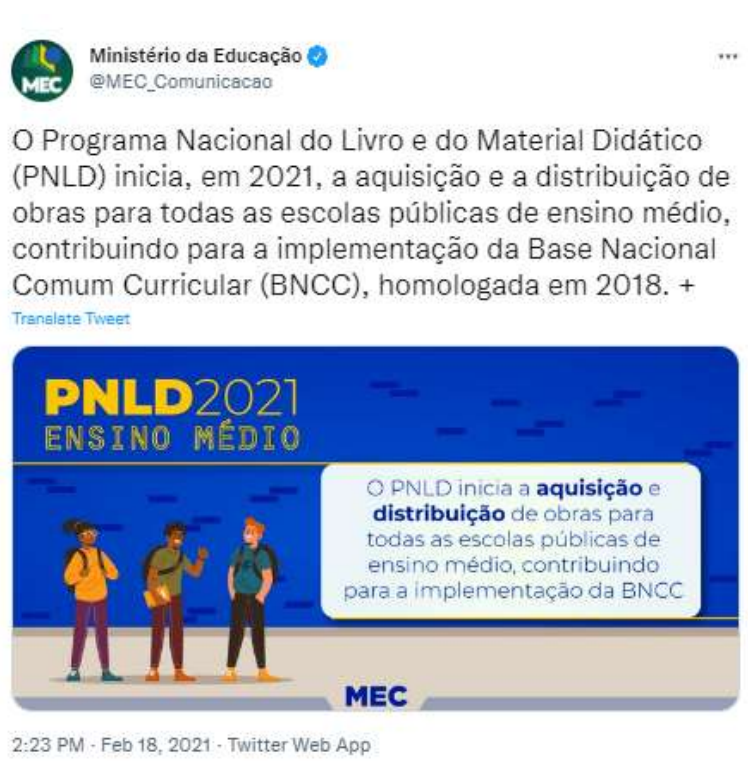 Ministério da Educação
@MEC_Comunicacao
MEC
O Programa Nacional do Livro e do Material Didático
(PNLD) inicia, em 2021, a aquisição e a distribuição de
obras para todas as escolas públicas de ensino médio,
contribuindo para a implementação da Base Nacional
Comum Curricular (BNCC), homologada em 2018. +
Translate Tweet
PNLD2021
ENSINO MÉDIO
O PNLD inicia a aquisição e
distribuição de obras para
todas as escolas públicas de
ensino médio, contribuindo
para a implementação da BNCC
MEC
2:23 PM · Feb 18, 2021 · Twitter Web App